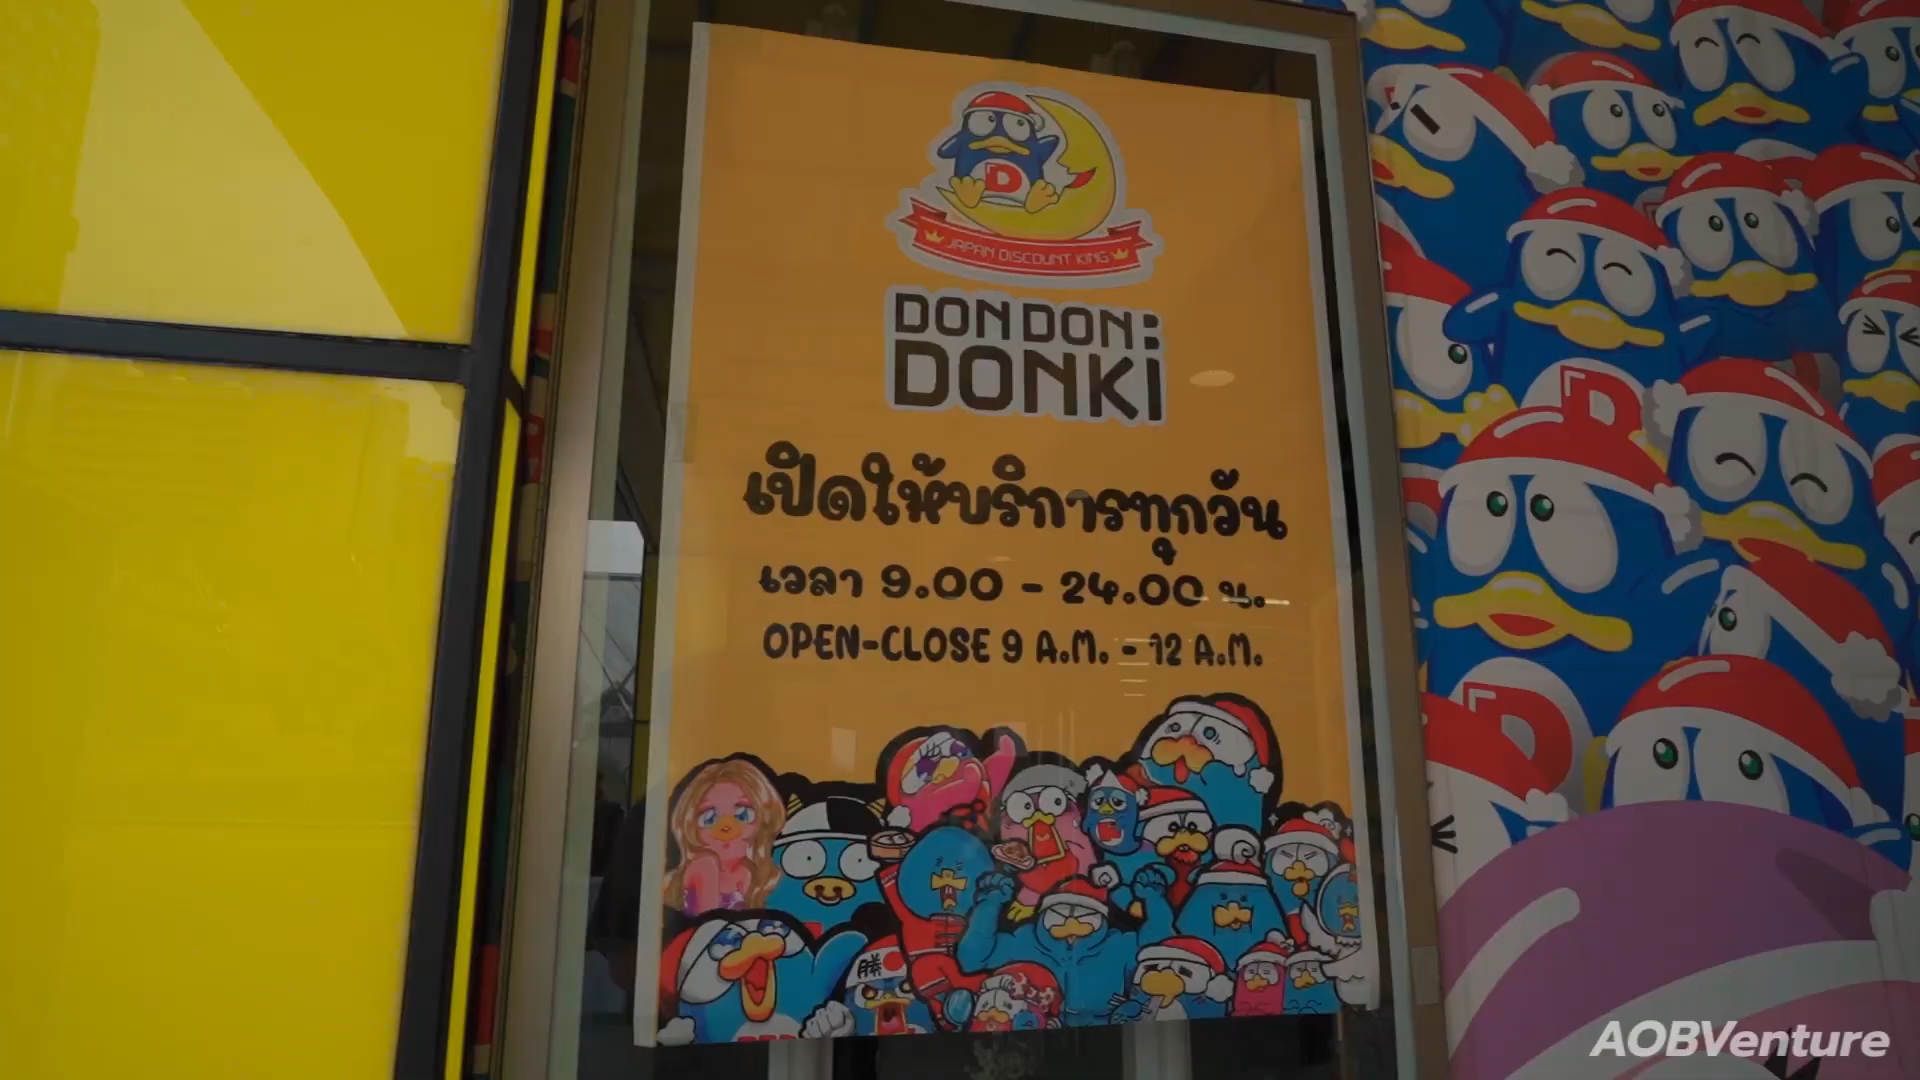 D
JAPAN DISCOUNT KING
DON DON
DONKi
เปิดให้บริการทุกวัน
เวลา 9.00 - 24.00 น.
OPEN-CLOSE 9 A.M. - 12 A.M.
勝
D
D
AOBVenture